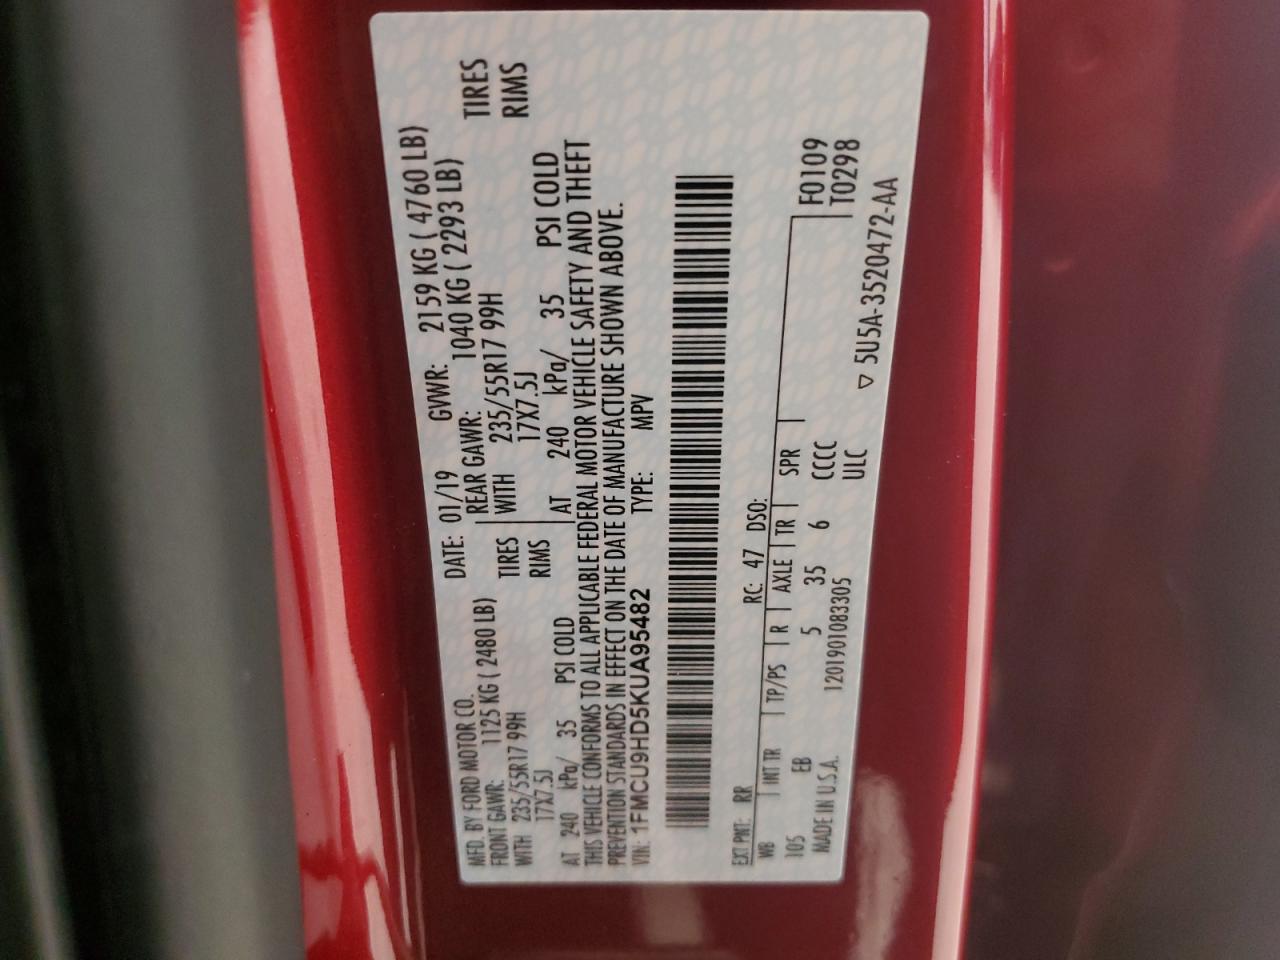 MFD. BY FORD MOTOR CO.
DATE: 01/19 GVWR: 2159 KG ( 4760 LB)
FRONT GAWR: 1125 KG ( 2480 LB)
REAR GAWR: 1040 KG ( 2293 LB)
WITH 235/55R17 99H TIRES
WITH 235/55R17 99H TIRES
17X7.5J RIMS
17X7.5J RIMS
AT 240 kPa/ 35 PSI COLD
AT 240 kPa/ 35 PSI COLD
THIS VEHICLE CONFORMS TO ALL APPLICABLE FEDERAL MOTOR VEHICLE SAFETY AND THEFT
PREVENTION STANDARDS IN EFFECT ON THE DATE OF MANUFACTURE SHOWN ABOVE.
VIN: 1FMCU9HD5KUA95482 TYPE: MPV
EXT PNT: RR RC: 47 DSO:
WB INT TR TP/PS R AXLE TR SPR F0109
105 EB 5 35 6 CCCC T0298
MADE IN U.S.A. 1201901083305 ULC
▽ 5U5A-3520472-AA